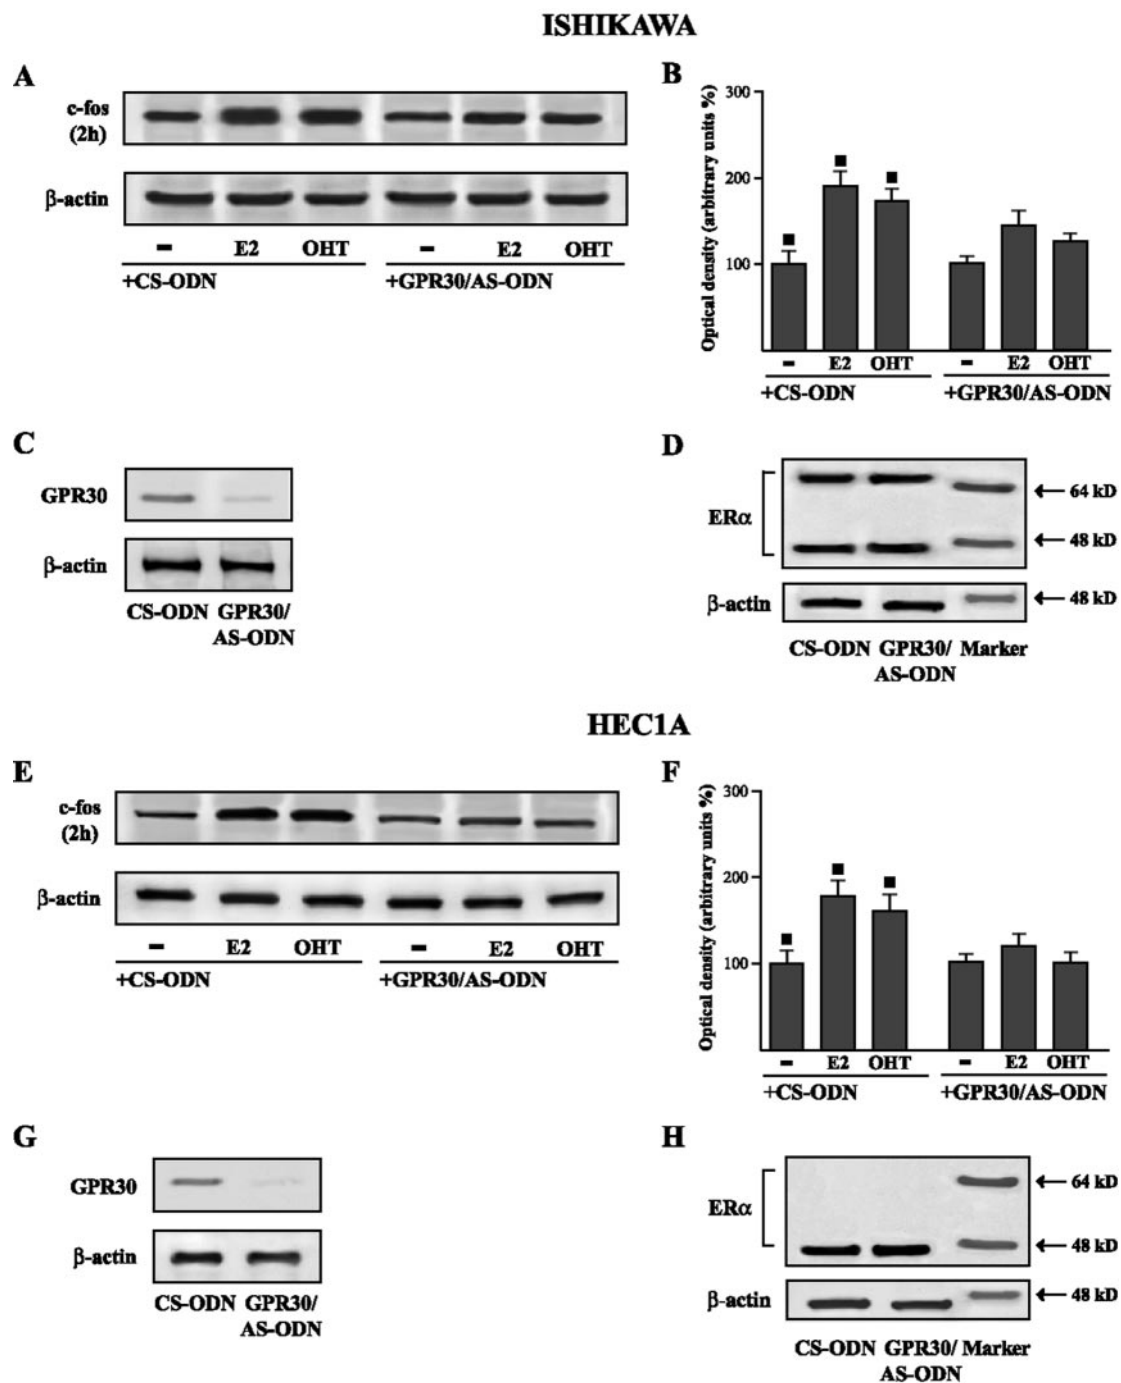 ISHIKAWA
A
c-fos
(2h)
β-actin
– E2 OHT – E2 OHT
+CS-ODN +GPR30/AS-ODN
B
Optical density (arbitrary units %)
300
200
100
– E2 OHT – E2 OHT
+CS-ODN +GPR30/AS-ODN
C
GPR30
β-actin
CS-ODN GPR30/
AS-ODN
D
ERα
64 kD
48 kD
β-actin
48 kD
CS-ODN GPR30/ Marker
AS-ODN
HEC1A
E
c-fos
(2h)
β-actin
– E2 OHT – E2 OHT
+CS-ODN +GPR30/AS-ODN
F
Optical density (arbitrary units %)
300
200
100
– E2 OHT – E2 OHT
+CS-ODN +GPR30/AS-ODN
G
GPR30
β-actin
CS-ODN GPR30/
AS-ODN
H
ERα
64 kD
48 kD
β-actin
48 kD
CS-ODN GPR30/ Marker
AS-ODN